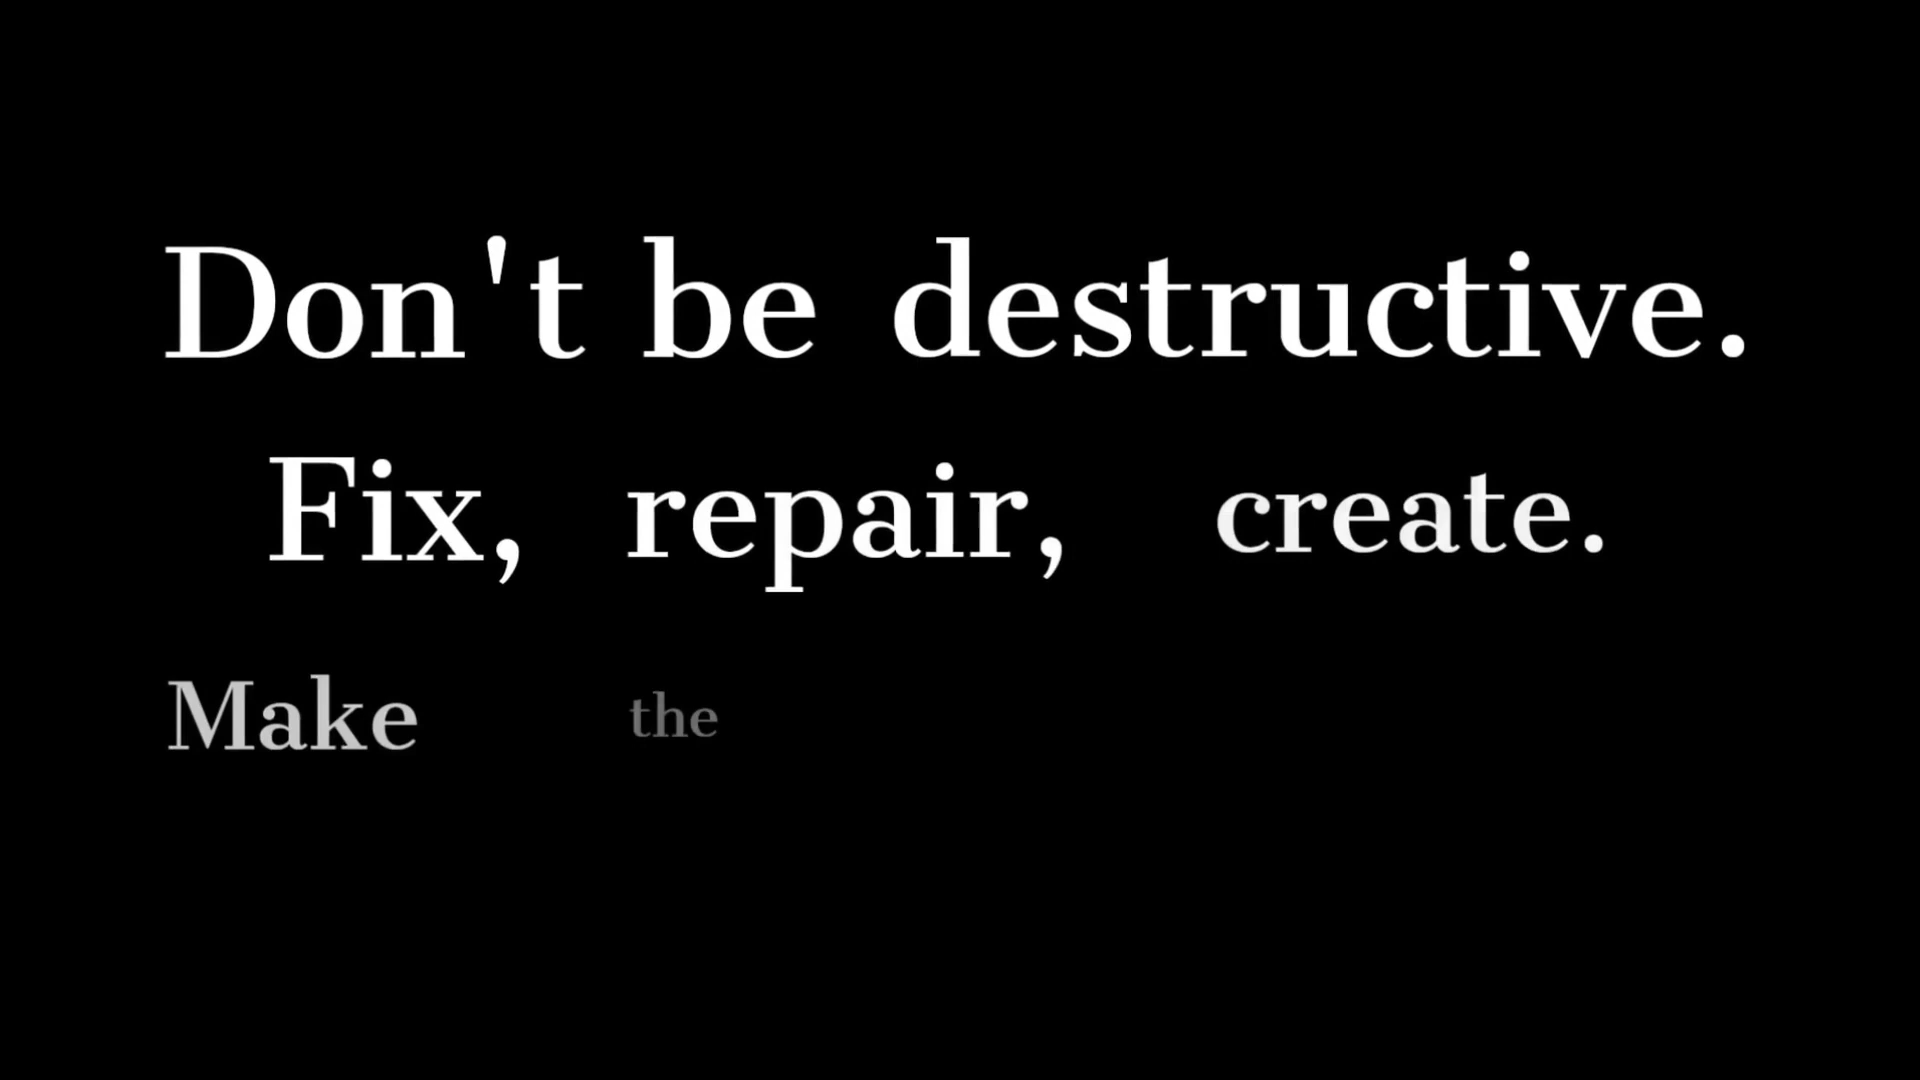 Don't be destructive.
Fix, repair, create.
Make the